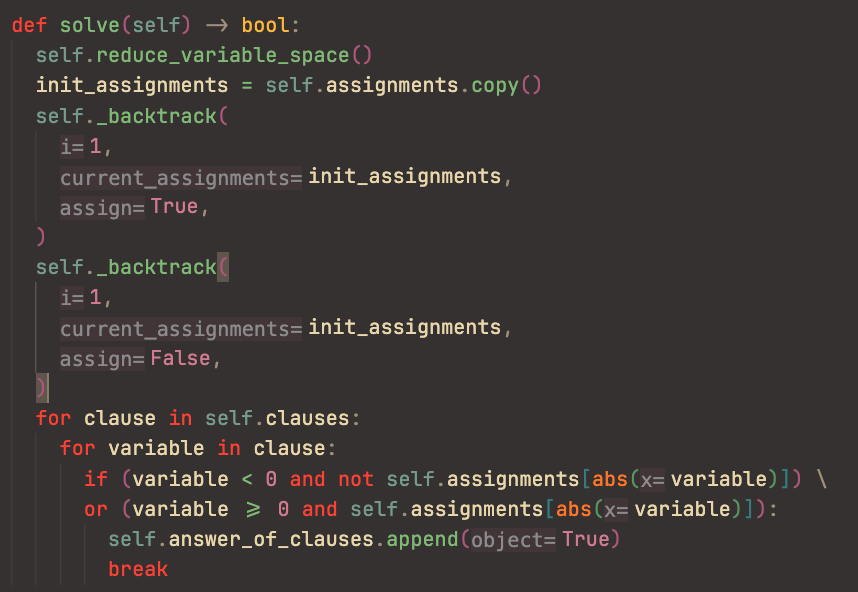 def solve(self) → bool:
  self.reduce_variable_space()
  init_assignments = self.assignments.copy()
  self._backtrack(
    i= 1,
    current_assignments= init_assignments,
    assign= True,
  )
  self._backtrack(
    i= 1,
    current_assignments= init_assignments,
    assign= False,
  )
  for clause in self.clauses:
    for variable in clause:
      if (variable < 0 and not self.assignments[abs(x= variable)]) \
      or (variable ⩾ 0 and self.assignments[abs(x= variable)]):
        self.answer_of_clauses.append(object= True)
        break